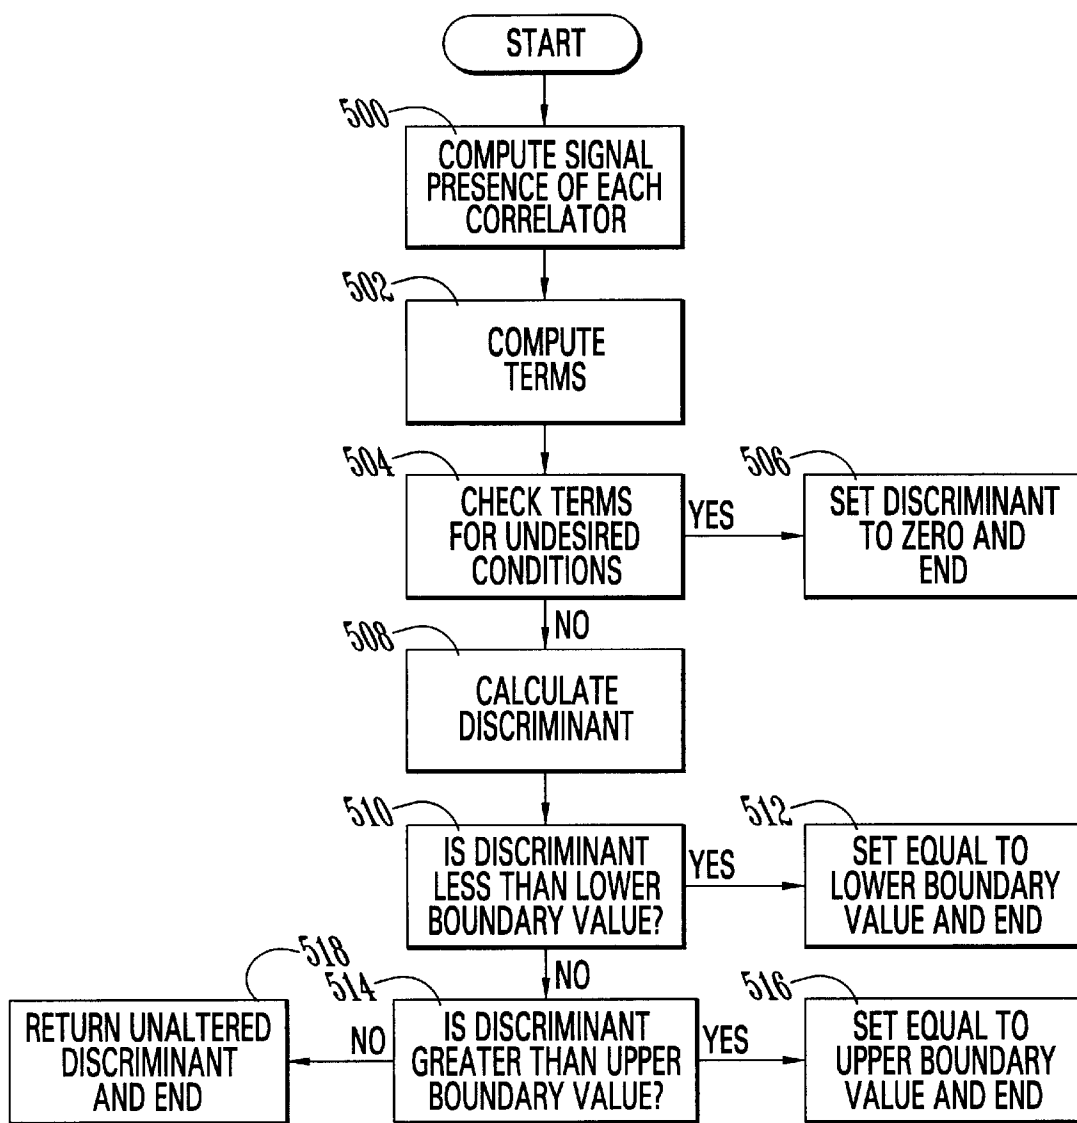 START
500
COMPUTE SIGNAL
PRESENCE OF EACH
CORRELATOR
502
COMPUTE
TERMS
504
CHECK TERMS
FOR UNDESIRED
CONDITIONS
YES
506
SET DISCRIMINANT
TO ZERO AND
END
NO
508
CALCULATE
DISCRIMINANT
510
IS DISCRIMINANT
LESS THAN LOWER
BOUNDARY VALUE?
YES
512
SET EQUAL TO
LOWER BOUNDARY
VALUE AND END
NO
514
IS DISCRIMINANT
GREATER THAN UPPER
BOUNDARY VALUE?
YES
516
SET EQUAL TO
UPPER BOUNDARY
VALUE AND END
NO
518
RETURN UNALTERED
DISCRIMINANT
AND END